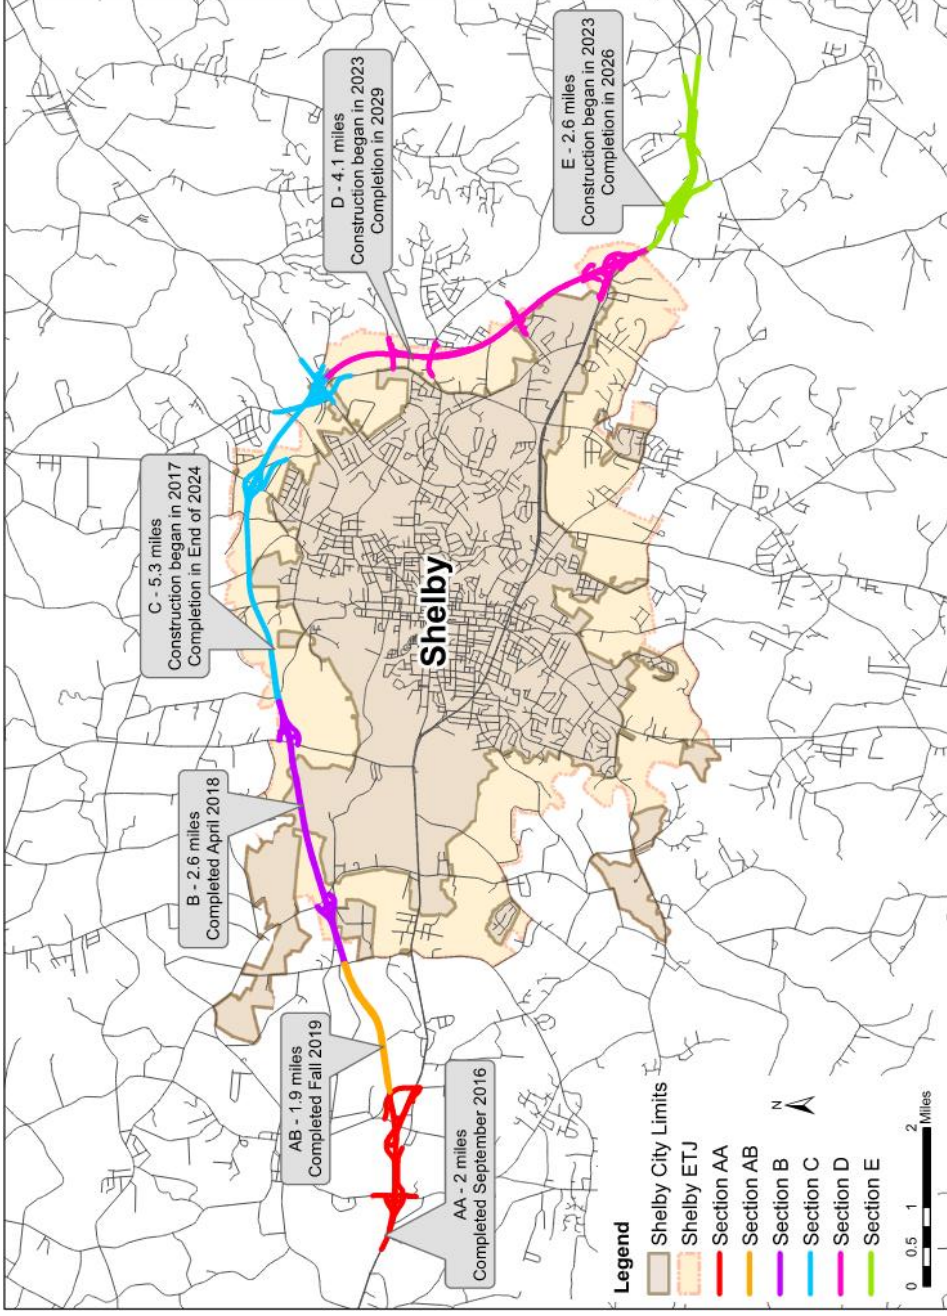 AA - 2 miles
Completed September 2016
AB - 1.9 miles
Completed Fall 2019
B - 2.6 miles
Completed April 2018
C - 5.3 miles
Construction began in 2017
Completion in End of 2024
D - 4.1 miles
Construction began in 2023
Completion in 2029
E - 2.6 miles
Construction began in 2023
Completion in 2026
Shelby
Legend
Shelby City Limits
Shelby ETJ
Section AA
Section AB
Section B
Section C
Section D
Section E
N
0 0.5 1 2
Miles